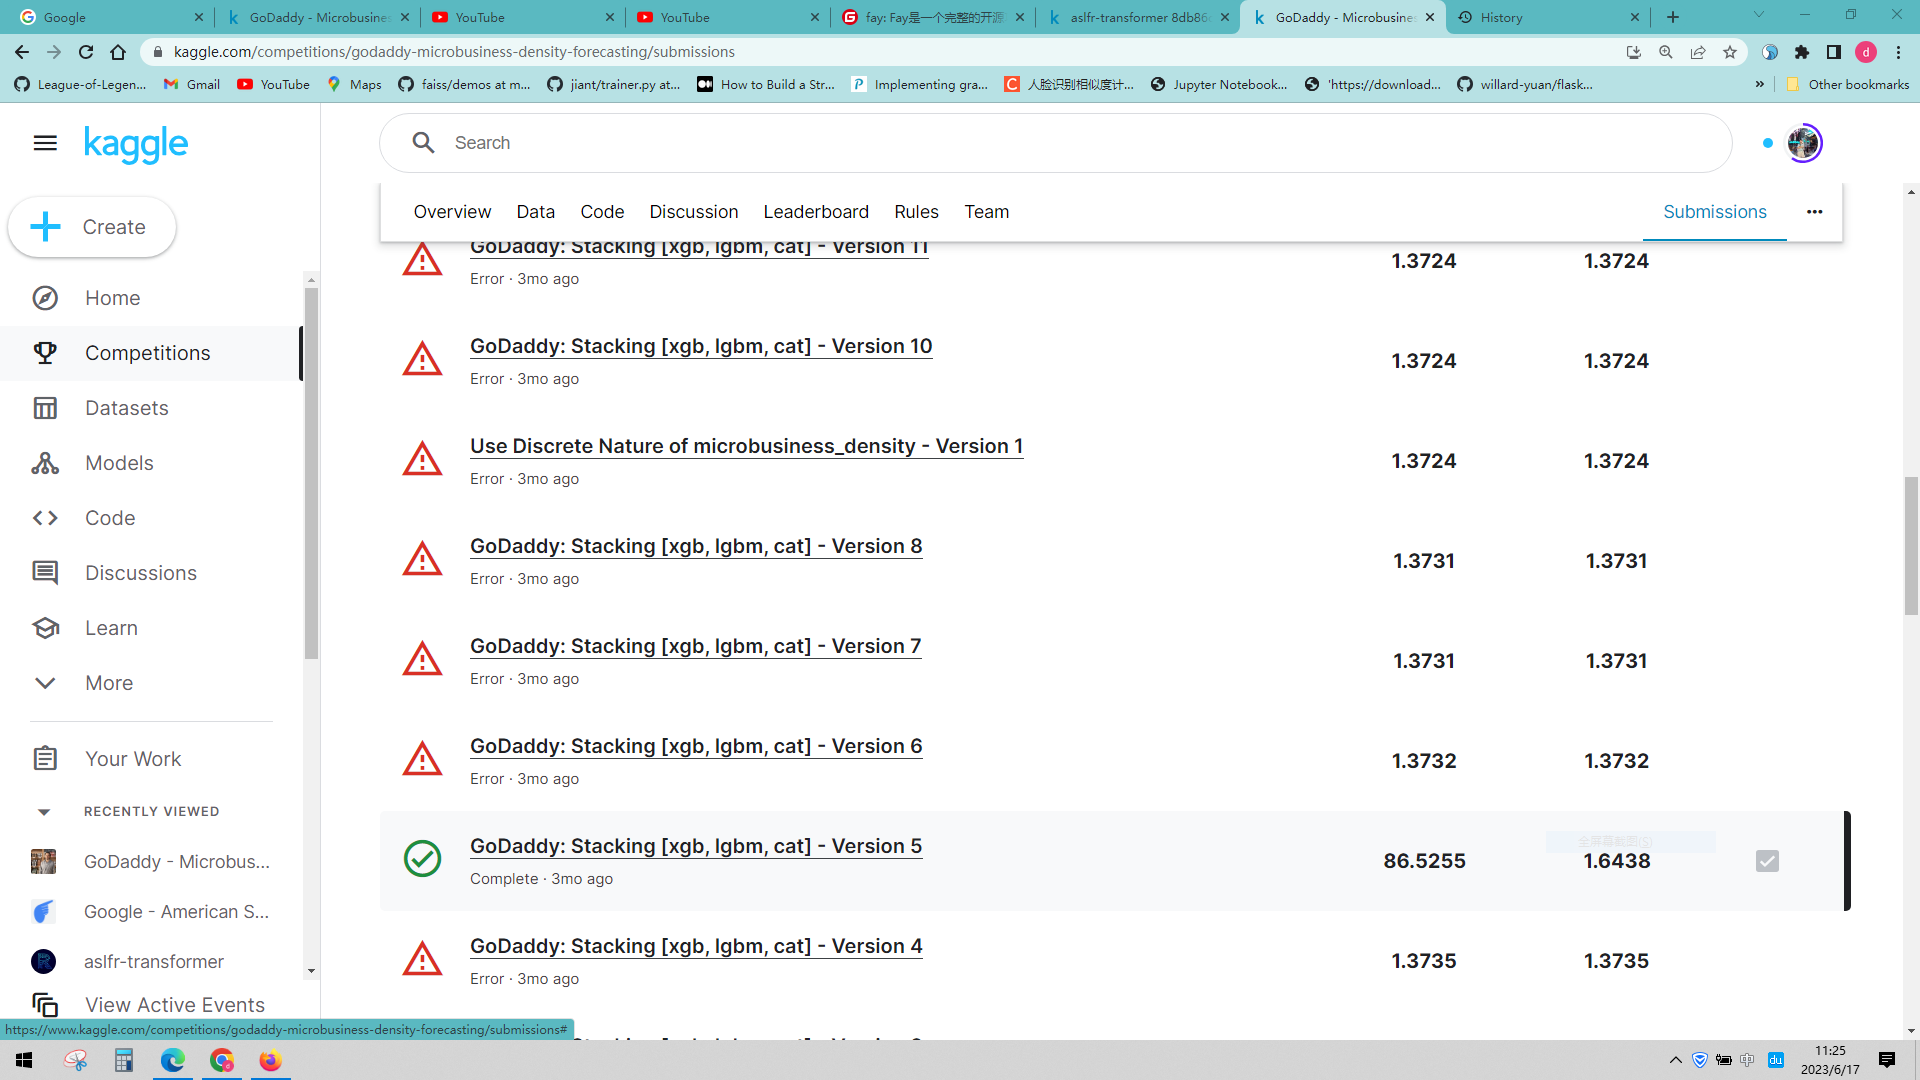 Google
GoDaddy - Microbusines
YouTube
YouTube
fay: Fay是一个完整的开源
aslfr-transformer 8db86
GoDaddy - Microbusines
History
kaggle.com/competitions/godaddy-microbusiness-density-forecasting/submissions
d
League-of-Legen...
Gmail
YouTube
Maps
faiss/demos at m...
jiant/trainer.py at...
How to Build a Str...
Implementing gra...
人脸识别相似度计...
Jupyter Notebook...
'https://download...
willard-yuan/flask...
»
Other bookmarks
kaggle
Search
Create
Home
Competitions
Datasets
Models
Code
Discussions
Learn
More
Your Work
RECENTLY VIEWED
GoDaddy - Microbus...
Google - American S...
aslfr-transformer
View Active Events
Overview
Data
Code
Discussion
Leaderboard
Rules
Team
Submissions
GoDaddy: Stacking [xgb, lgbm, cat] - Version 11
Error · 3mo ago
1.3724
1.3724
GoDaddy: Stacking [xgb, lgbm, cat] - Version 10
Error · 3mo ago
1.3724
1.3724
Use Discrete Nature of microbusiness_density - Version 1
Error · 3mo ago
1.3724
1.3724
GoDaddy: Stacking [xgb, lgbm, cat] - Version 8
Error · 3mo ago
1.3731
1.3731
GoDaddy: Stacking [xgb, lgbm, cat] - Version 7
Error · 3mo ago
1.3731
1.3731
GoDaddy: Stacking [xgb, lgbm, cat] - Version 6
Error · 3mo ago
1.3732
1.3732
GoDaddy: Stacking [xgb, lgbm, cat] - Version 5
Complete · 3mo ago
86.5255
1.6438
GoDaddy: Stacking [xgb, lgbm, cat] - Version 4
Error · 3mo ago
1.3735
1.3735
https://www.kaggle.com/competitions/godaddy-microbusiness-density-forecasting/submissions#
中
du
11:25
2023/6/17